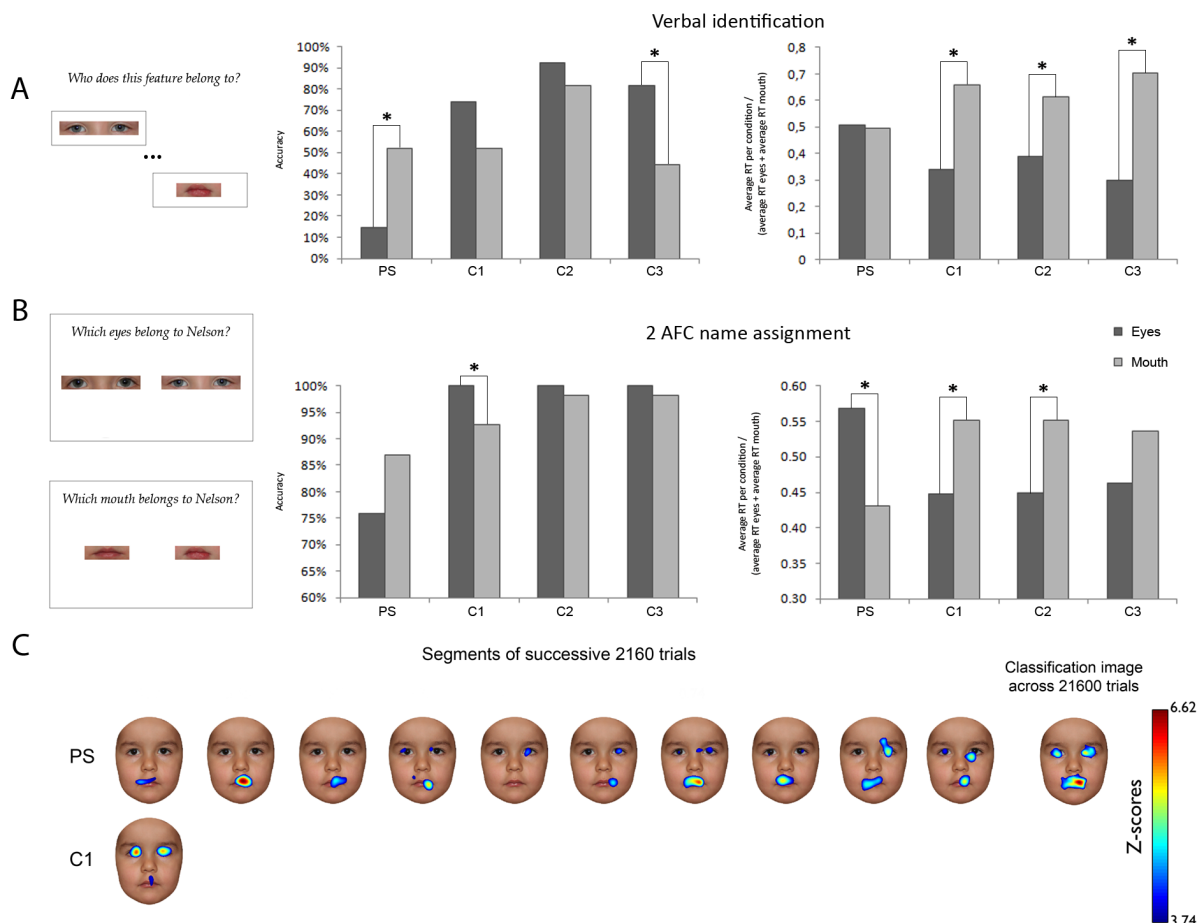 Verbal identification
A
Who does this feature belong to?
...
Accuracy
100%
90%
80%
70%
60%
50%
40%
30%
20%
10%
0%
*
*
PS
C1
C2
C3
Average RT per condition /
(average RT eyes + average RT mouth)
0,8
0,7
0,6
0,5
0,4
0,3
0,2
0,1
0
*
*
*
PS
C1
C2
C3
B
Which eyes belong to Nelson?
Which mouth belongs to Nelson?
2 AFC name assignment
Eyes
Mouth
Accuracy
100%
95%
90%
85%
80%
75%
70%
65%
60%
*
PS
C1
C2
C3
Average RT per condition /
(average RT eyes + average RT mouth)
0.60
0.55
0.50
0.45
0.40
0.35
0.30
*
*
*
PS
C1
C2
C3
C
Segments of successive 2160 trials
Classification image
across 21600 trials
PS
C1
6.62
Z-scores
3.74